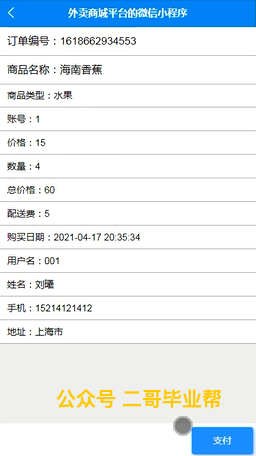 外卖商城平台的微信小程序
订单编号：1618662934553
商品名称：海南香蕉
商品类型：水果
账号：1
价格：15
数量：4
总价格：60
配送费：5
购买日期：2021-04-17 20:35:34
用户名：001
姓名：刘曦
手机：15214121412
地址：上海市
公众号 二哥毕业帮
支付